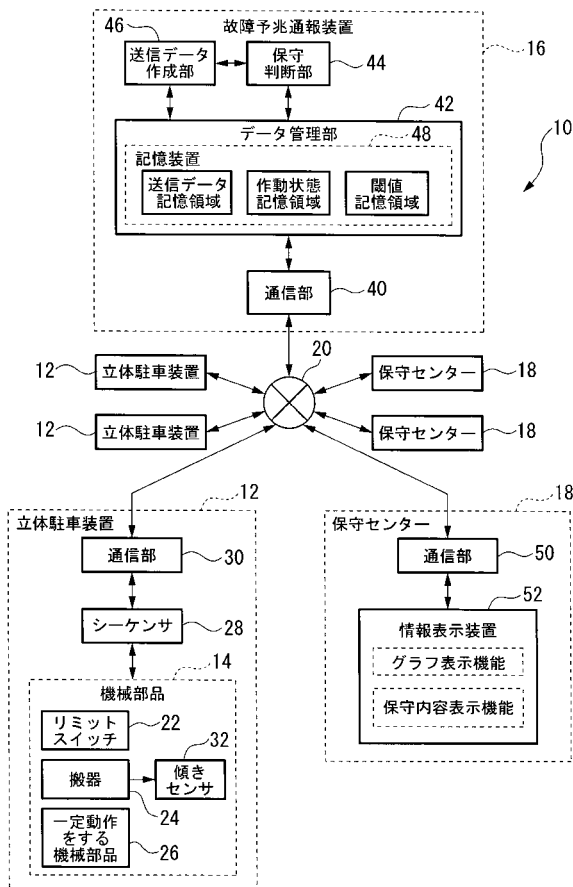 故障予兆通報装置
16
46
送信データ
作成部
保守
判断部
44
42
データ管理部
48
10
記憶装置
送信データ
記憶領域
作動状態
記憶領域
閾値
記憶領域
通信部
40
20
12
立体駐車装置
保守センター
18
12
立体駐車装置
保守センター
18
12
立体駐車装置
通信部
30
シーケンサ
28
14
機械部品
リミット
スイッチ
22
32
搬器
傾き
センサ
24
一定動作
をする
機械部品
26
18
保守センター
通信部
50
52
情報表示装置
グラフ表示機能
保守内容表示機能